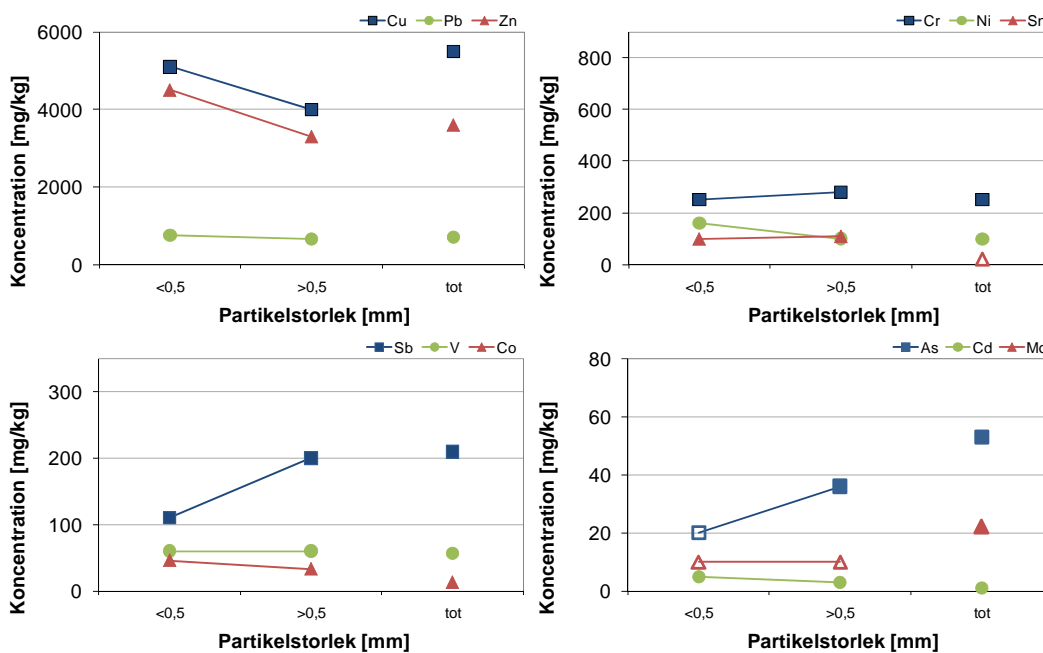 Cu Pb Zn
6000
4000
2000
0
Koncentration [mg/kg]
<0,5 >0,5 tot
Partikelstorlek [mm]
Cr Ni Sn
800
600
400
200
0
Koncentration [mg/kg]
<0,5 >0,5 tot
Partikelstorlek [mm]
Sb V Co
300
200
100
0
Koncentration [mg/kg]
<0,5 >0,5 tot
Partikelstorlek [mm]
As Cd Mo
80
60
40
20
0
Koncentration [mg/kg]
<0,5 >0,5 tot
Partikelstorlek [mm]